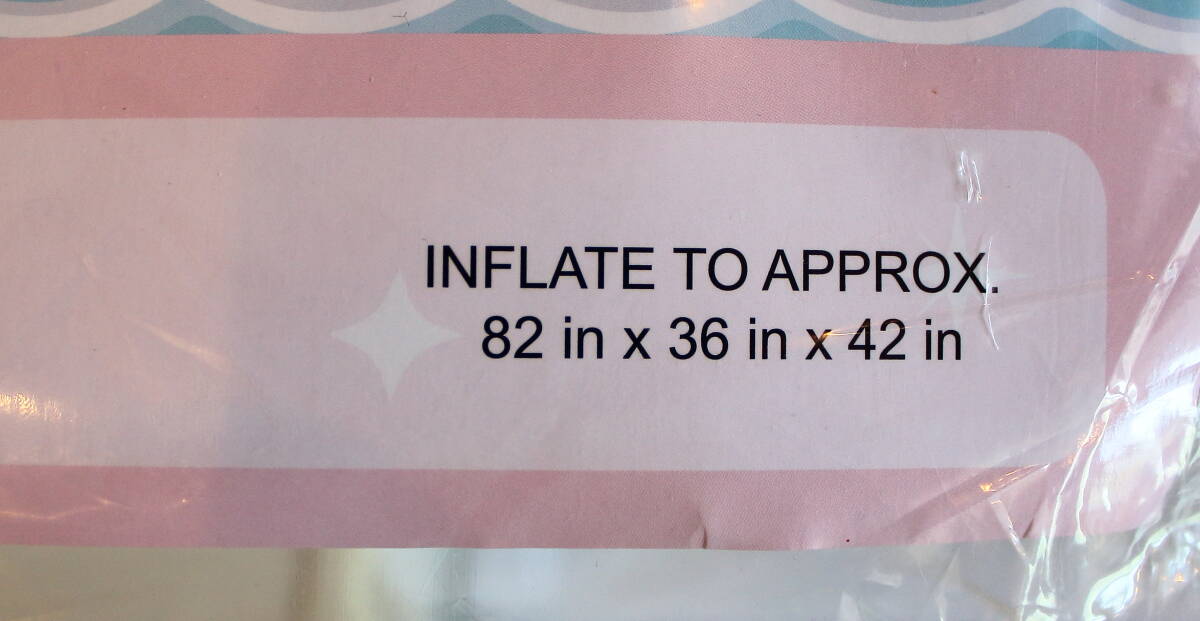 INFLATE TO APPROX.
82 in x 36 in x 42 in